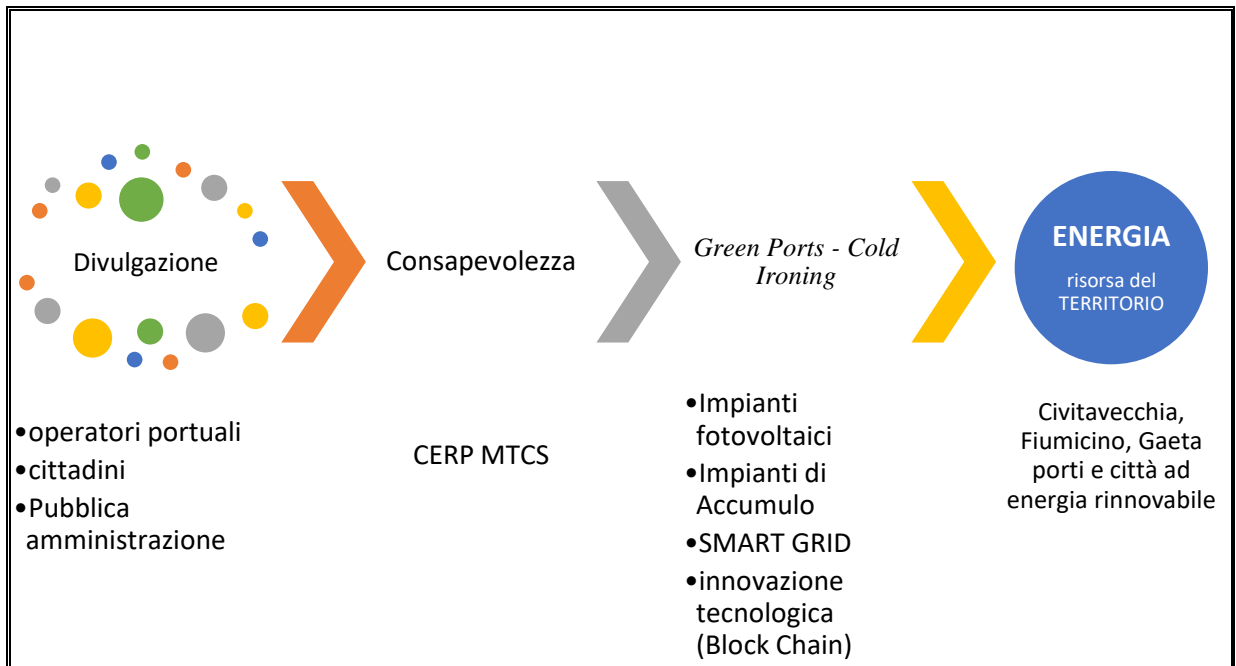 Divulgazione
•operatori portuali
•cittadini
•Pubblica
amministrazione
Consapevolezza
CERP MTCS
Green Ports - Cold
Ironing
•Impianti
fotovoltaici
•Impianti di
Accumulo
•SMART GRID
•innovazione
tecnologica
(Block Chain)
ENERGIA
risorsa del
TERRITORIO
Civitavecchia,
Fiumicino, Gaeta
porti e città ad
energia rinnovabile